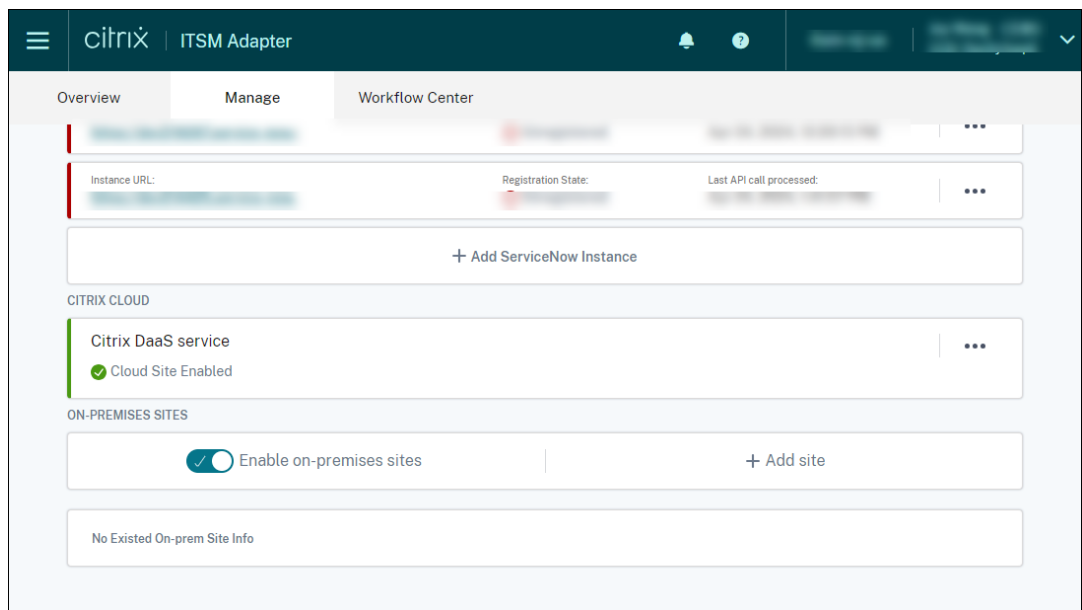 citrix | ITSM Adapter
Overview Manage Workflow Center
Instance URL: Registration State: Last API call processed:
+ Add ServiceNow Instance
CITRIX CLOUD
Citrix DaaS service
Cloud Site Enabled
ON-PREMISES SITES
Enable on-premises sites + Add site
No Existed On-prem Site Info